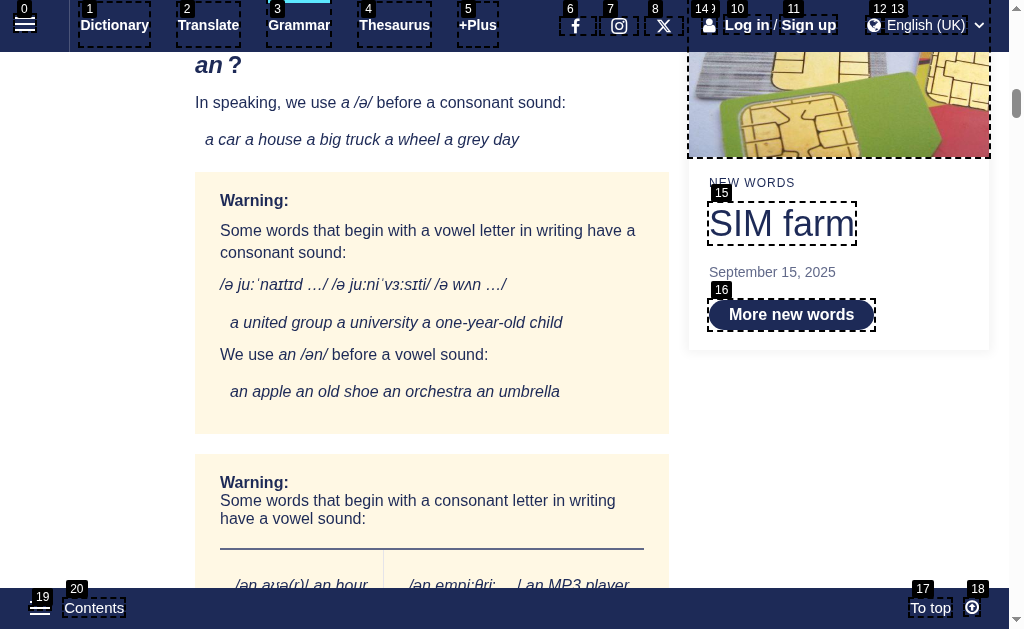 0
1
2
3
4
5
6
7
8
14
10
11
12
13
Dictionary
Translate
Grammar
Thesaurus
+Plus
Log in / Sign up
English (UK)
an ?
In speaking, we use a /ə/ before a consonant sound:
a car a house a big truck a wheel a grey day
Warning:
Some words that begin with a vowel letter in writing have a
consonant sound:
/ə juːˈnaɪtɪd …/ /ə juːniˈvɜːsɪti/ /ə wʌn …/
a united group a university a one-year-old child
We use an /ən/ before a vowel sound:
an apple an old shoe an orchestra an umbrella
Warning:
Some words that begin with a consonant letter in writing
have a vowel sound:
/ən aʊə(r)/ an hour
/ən empiːθriː …/ an MP3 player
NEW WORDS
15
SIM farm
September 15, 2025
16
More new words
19
20
Contents
17
To top
18